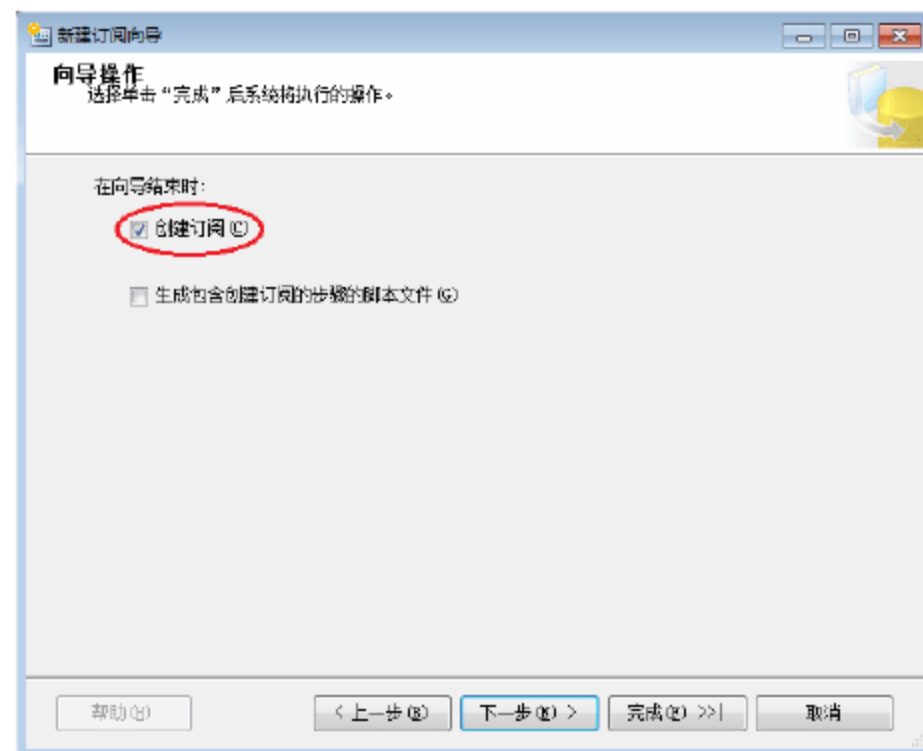 新建订阅向导
向导操作
选择单击“完成”后系统将执行的操作。
在向导结束时:
创建订阅(C)
生成包含创建订阅的步骤的脚本文件(G)
帮助(H)
< 上一步(B)
下一步(N) >
完成(F) >>|
取消